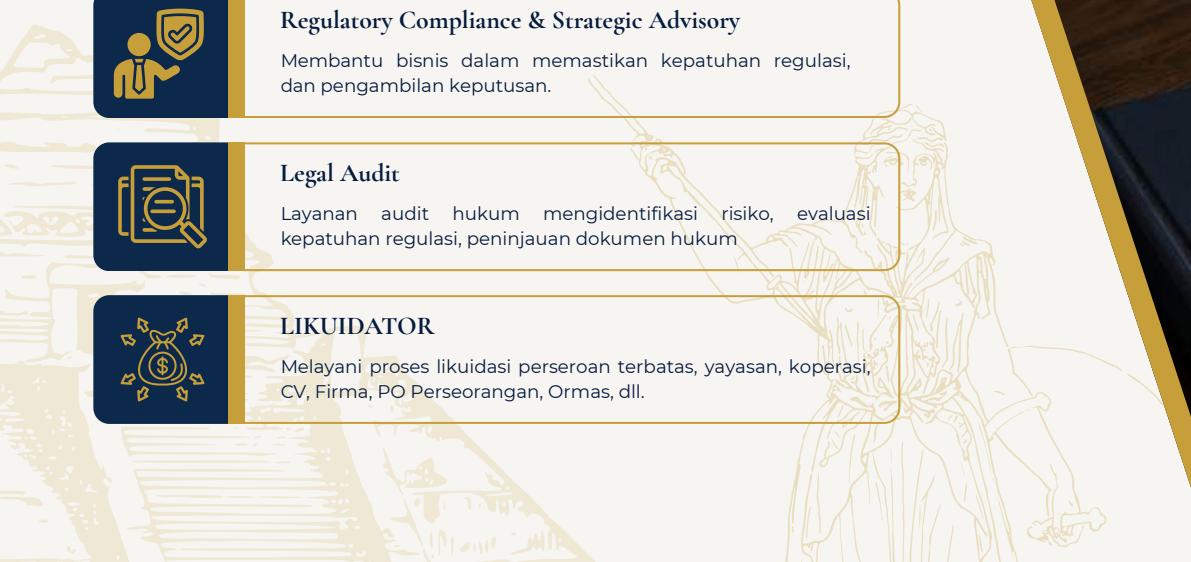 Regulatory Compliance & Strategic Advisory
Membantu bisnis dalam memastikan kepatuhan regulasi,
dan pengambilan keputusan.
Legal Audit
Layanan audit hukum mengidentifikasi risiko, evaluasi
kepatuhan regulasi, peninjauan dokumen hukum
$
LIKUIDATOR
Melayani proses likuidasi perseroan terbatas, yayasan, koperasi,
CV, Firma, PO Perseorangan, Ormas, dll.